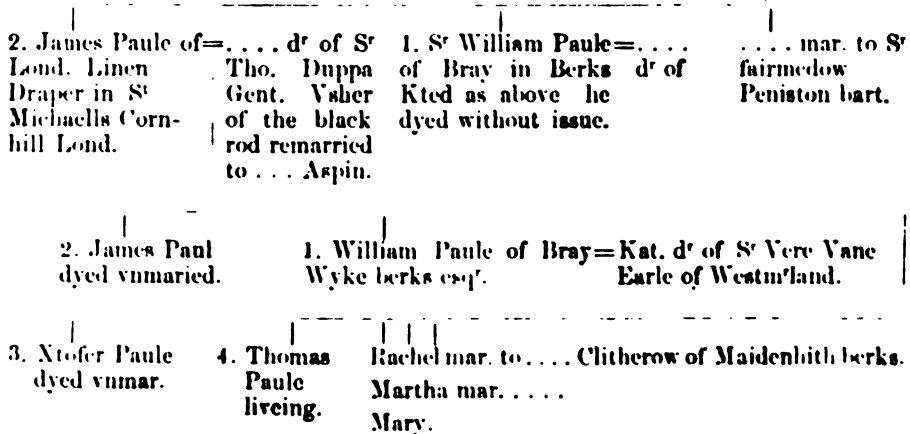 2. James Paule of=.... dr of Sr
Lond. Linen Tho. Duppa
Draper in St Gent. Vsher
Michaells Corn- of the black
hill Lond. rod remarried
to ... Aspin.
1. Sr William Paule=....
of Bray in Berks dr of
Kted as above he
dyed without issue.
.... mar. to Sr
fairmedow
Peniston bart.
2. James Paul
dyed vnmaried.
1. William Paule of Bray=Kat. dr of Sr Vere Vane
Wyke berks esqr. Earle of Westm'land.
3. Xtofer Paule
dyed vnmar.
4. Thomas
Paule
liveing.
Rachel mar. to .... Clitherow of Maidenhith berks.
Martha mar. .....
Mary.